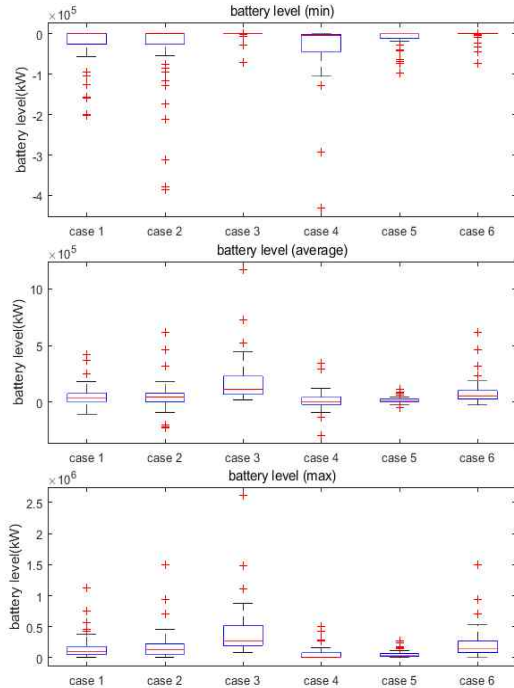 battery level (min)
×10^5
battery level(kW)
0
-1
-2
-3
-4
case 1 case 2 case 3 case 4 case 5 case 6
battery level (average)
×10^5
battery level(kW)
10
5
0
case 1 case 2 case 3 case 4 case 5 case 6
battery level (max)
×10^6
battery level(kW)
2.5
2
1.5
1
0.5
0
case 1 case 2 case 3 case 4 case 5 case 6